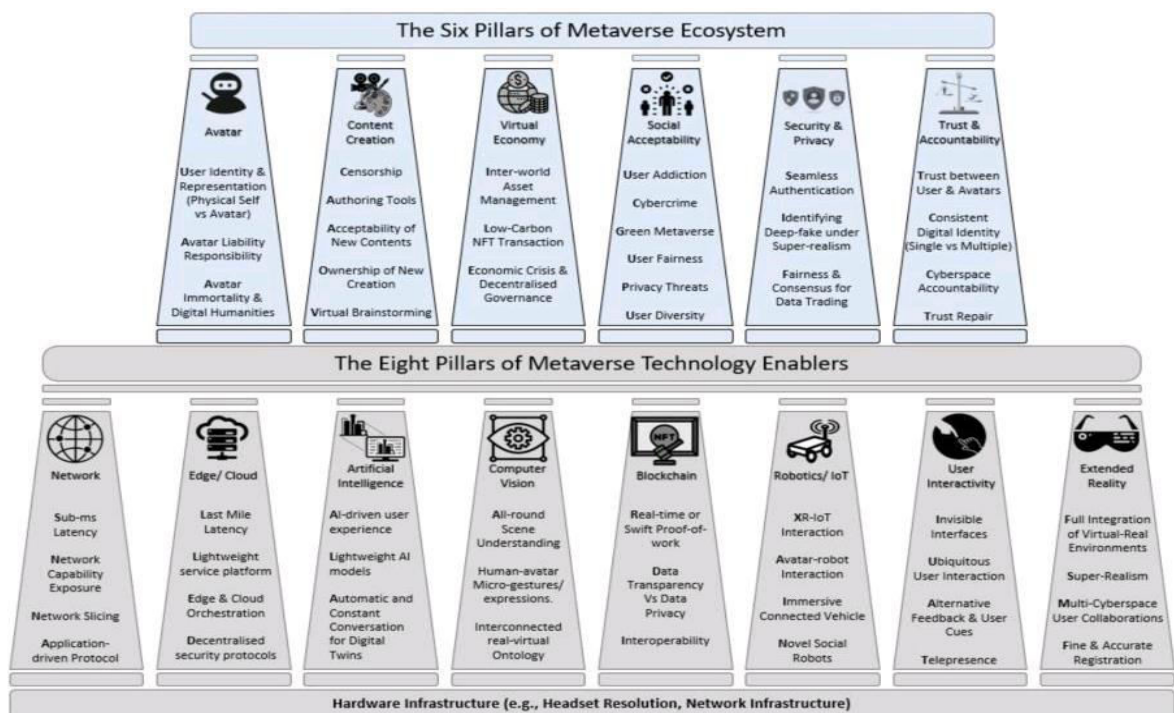 The Six Pillars of Metaverse Ecosystem
Avatar
User Identity &
Representation
(Physical Self
vs Avatar)
Avatar Liability
Responsibility
Avatar
Immortality &
Digital Humanities
Content
Creation
Censorship
Authoring Tools
Acceptability of
New Contents
Ownership of New
Creation
Virtual Brainstorming
Virtual
Economy
Inter-world
Asset
Management
Low-Carbon
NFT Transaction
Economic Crisis &
Decentralised
Governance
Social
Acceptability
User Addiction
Cybercrime
Green Metaverse
User Fairness
Privacy Threats
User Diversity
Security &
Privacy
Seamless
Authentication
Identifying
Deep-fake under
Super-realism
Fairness &
Consensus for
Data Trading
Trust &
Accountability
Trust between
User & Avatars
Consistent
Digital Identity
(Single vs Multiple)
Cyberspace
Accountability
Trust Repair
The Eight Pillars of Metaverse Technology Enablers
Network
Sub-ms
Latency
Network
Capability
Exposure
Network Slicing
Application-
driven Protocol
Edge/ Cloud
Last Mile
Latency
Lightweight
service platform
Edge & Cloud
Orchestration
Decentralised
security protocols
Artificial
Intelligence
AI-driven user
experience
Lightweight AI
models
Automatic and
Constant
Conversation
for Digital
Twins
Computer
Vision
All-round
Scene
Understanding
Human-avatar
Micro-gestures/
expressions.
Interconnected
real-virtual
Ontology
NFT
Blockchain
Real-time or
Swift Proof-of-
work
Data
Transparency
Vs Data
Privacy
Interoperability
Robotics/ IoT
XR-IoT
Interaction
Avatar-robot
Interaction
Immersive
Connected Vehicle
Novel Social
Robots
User
Interactivity
Invisible
Interfaces
Ubiquitous
User Interaction
Alternative
Feedback & User
Cues
Telepresence
Extended
Reality
Full Integration
of Virtual-Real
Environments
Super-Realism
Multi-Cyberspace
User Collaborations
Fine & Accurate
Registration
Hardware Infrastructure (e.g., Headset Resolution, Network Infrastructure)